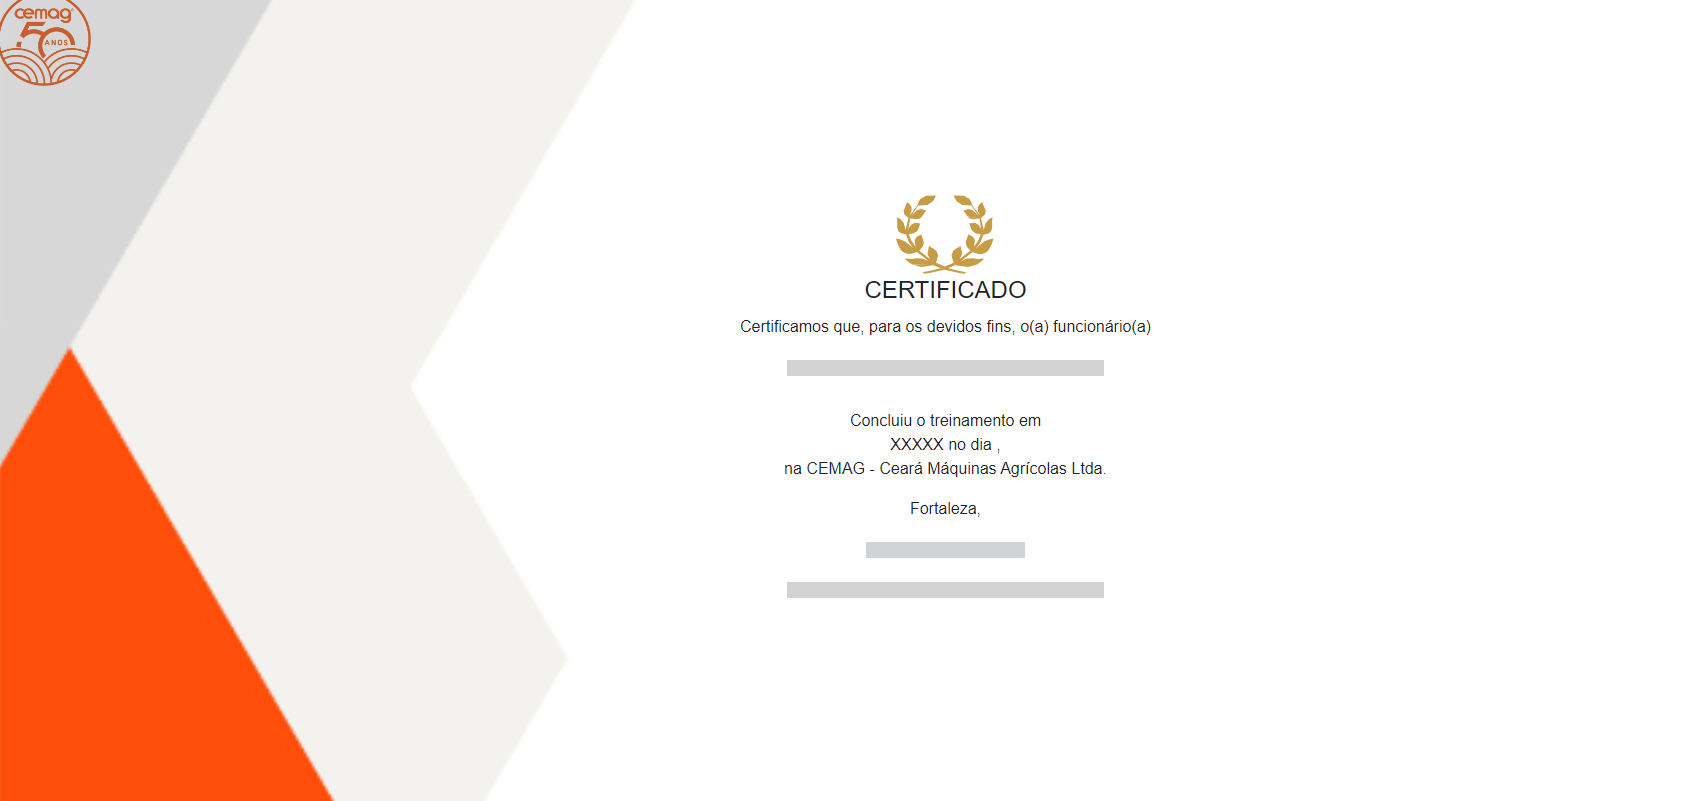 cemag
50
ANOS
CERTIFICADO
Certificamos que, para os devidos fins, o(a) funcionário(a)
Concluiu o treinamento em
XXXXX no dia ,
na CEMAG - Ceará Máquinas Agrícolas Ltda.
Fortaleza,